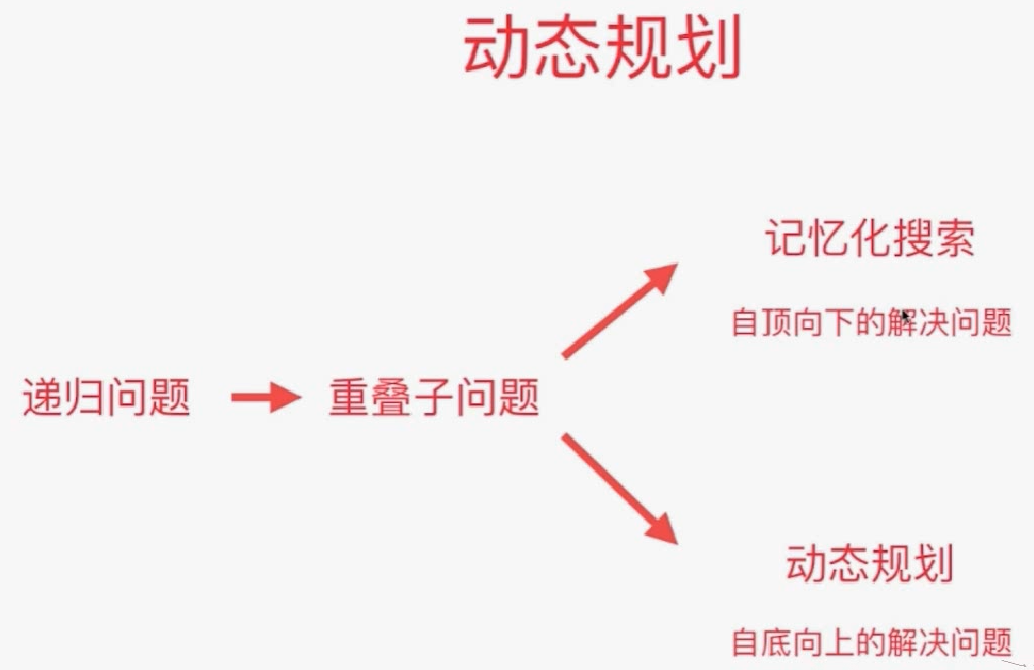 动态规划
递归问题
重叠子问题
记忆化搜索
自顶向下的解决问题
动态规划
自底向上的解决问题